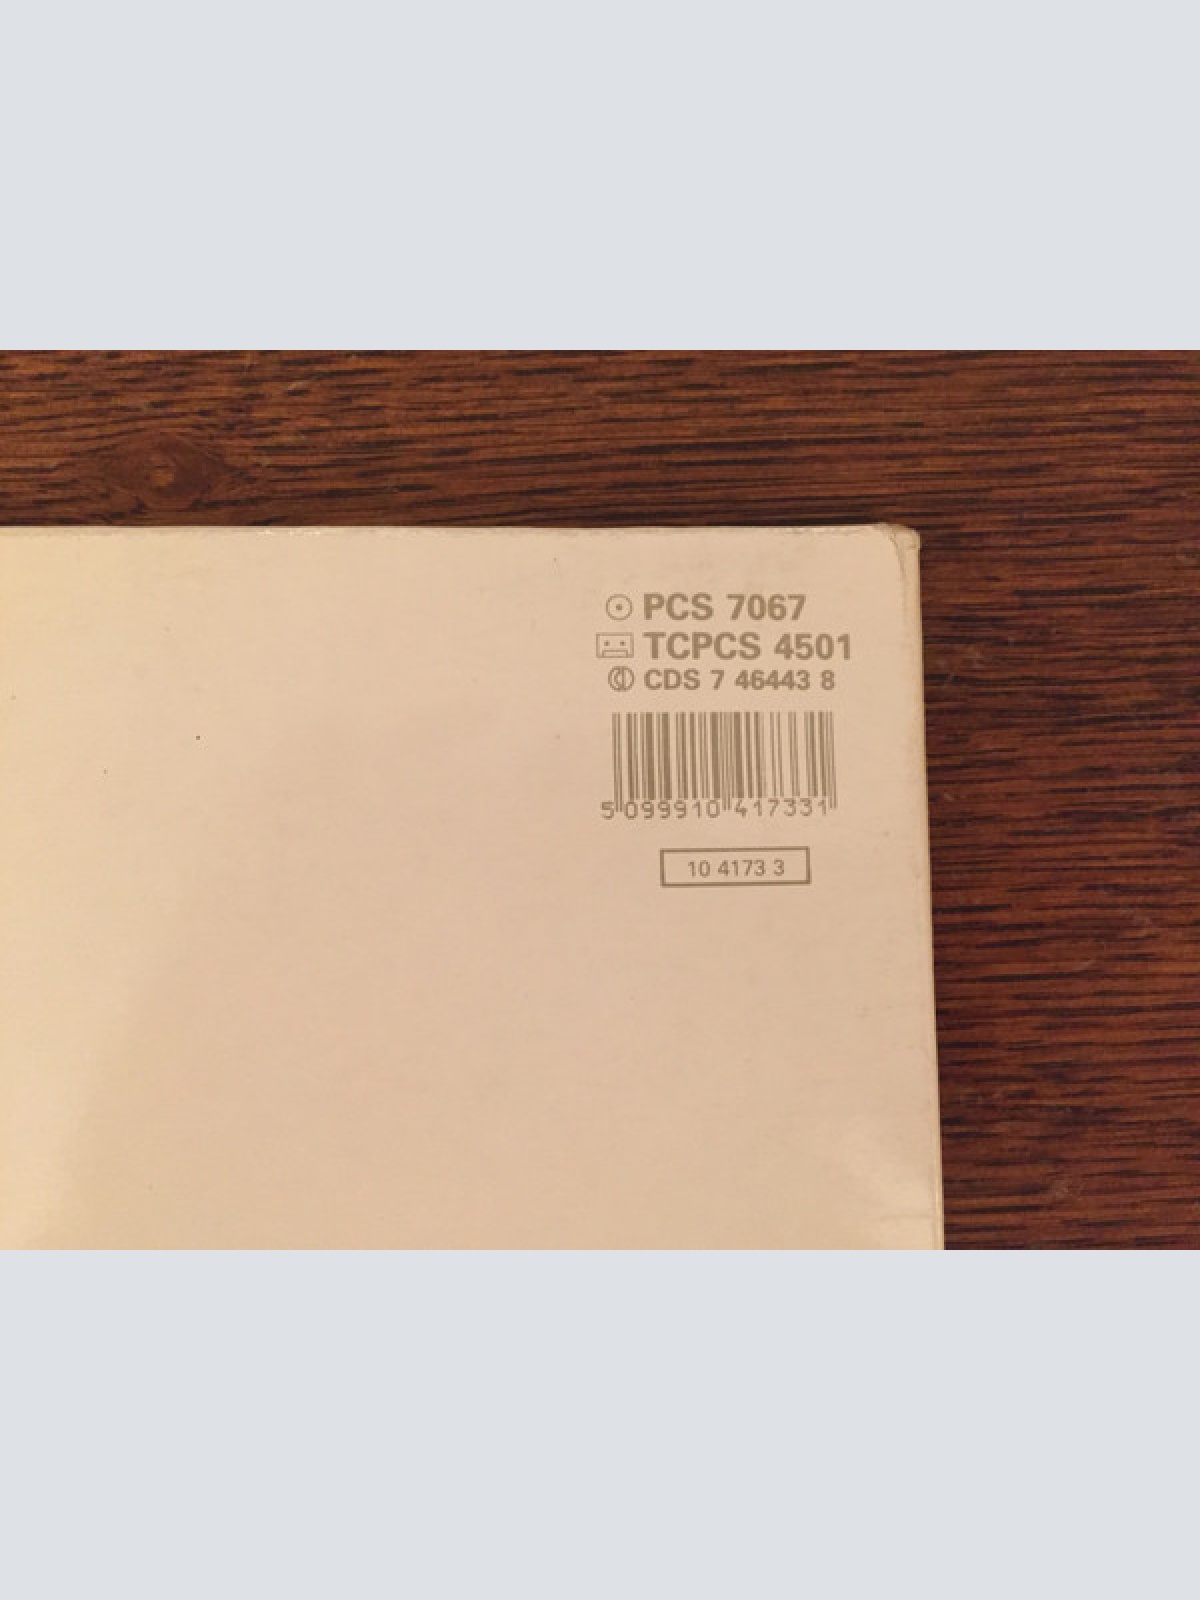 PCS 7067
TCPCS 4501
CDS 7 46443 8
5 099910 417331
10 4173 3